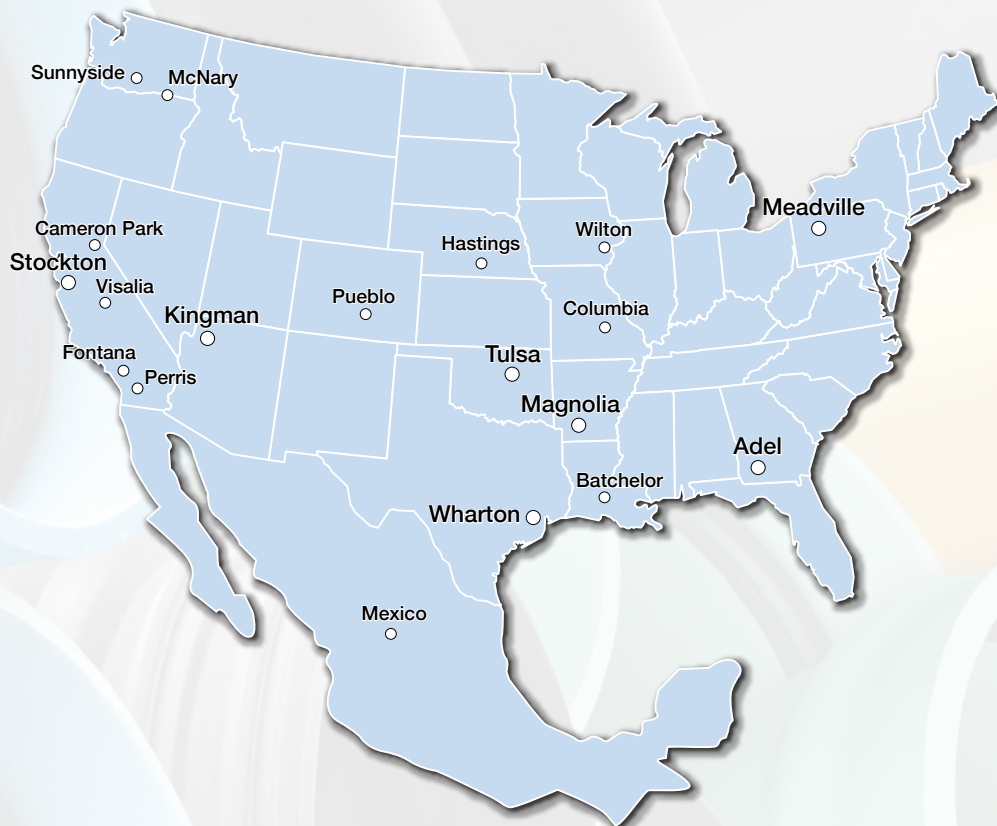 Sunnyside
McNary
Meadville
Cameron Park
Wilton
Hastings
Stockton
Visalia
Pueblo
Columbia
Kingman
Fontana
Tulsa
Perris
Magnolia
Adel
Batchelor
Wharton
Mexico